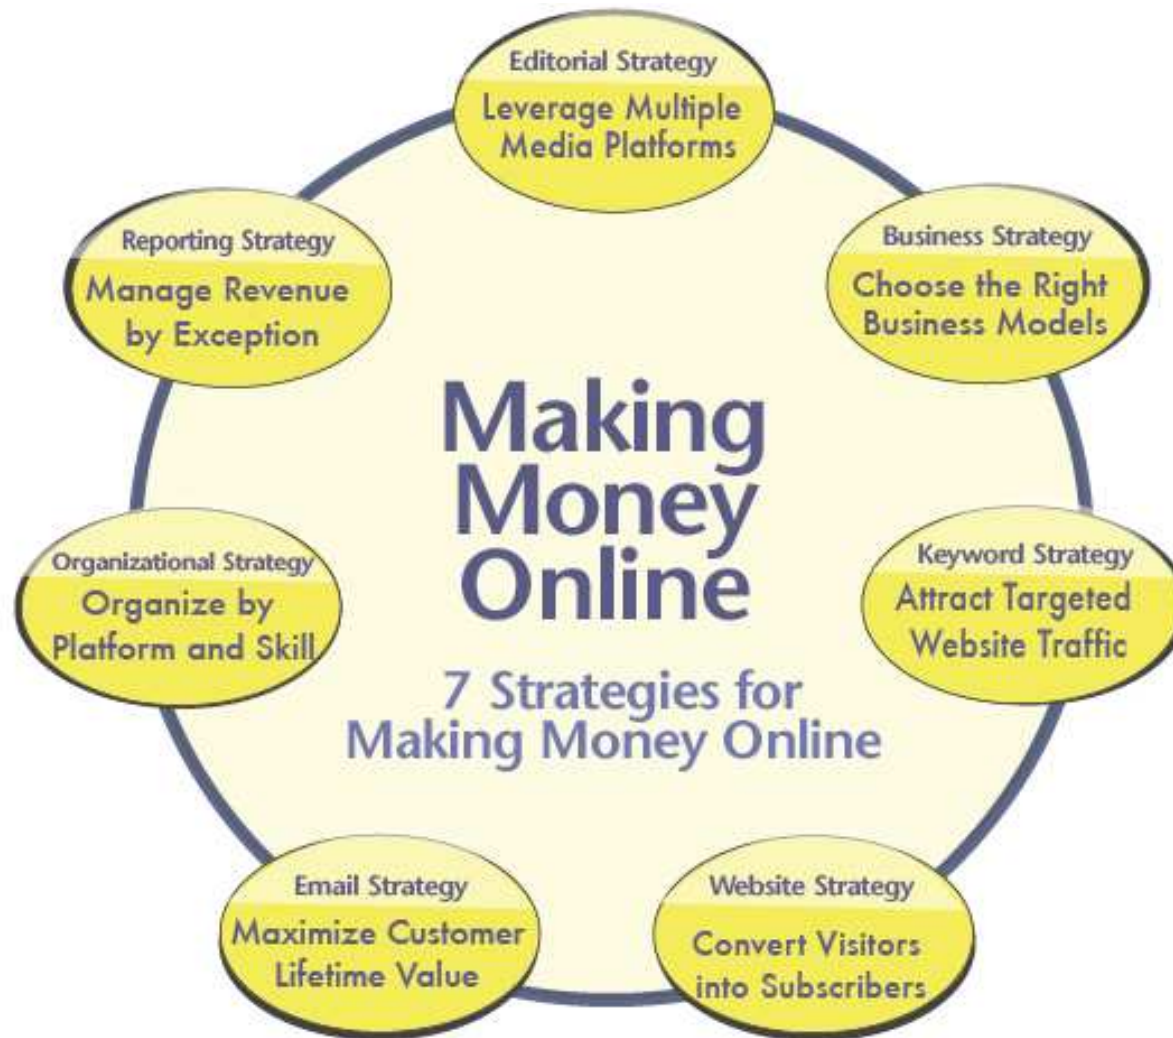 Editorial Strategy
Leverage Multiple
Media Platforms
Business Strategy
Choose the Right
Business Models
Keyword Strategy
Attract Targeted
Website Traffic
Website Strategy
Convert Visitors
into Subscribers
Email Strategy
Maximize Customer
Lifetime Value
Organizational Strategy
Organize by
Platform and Skill
Reporting Strategy
Manage Revenue
by Exception
Making
Money
Online
7 Strategies for
Making Money Online